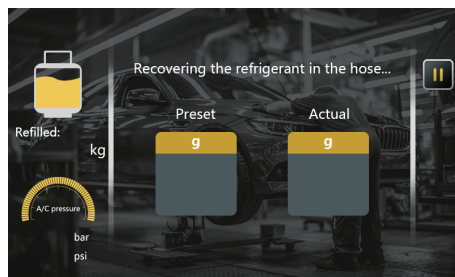 Recovering the refrigerant in the hose...
Preset
Actual
g
g
Refilled:
kg
A/C pressure
bar
psi